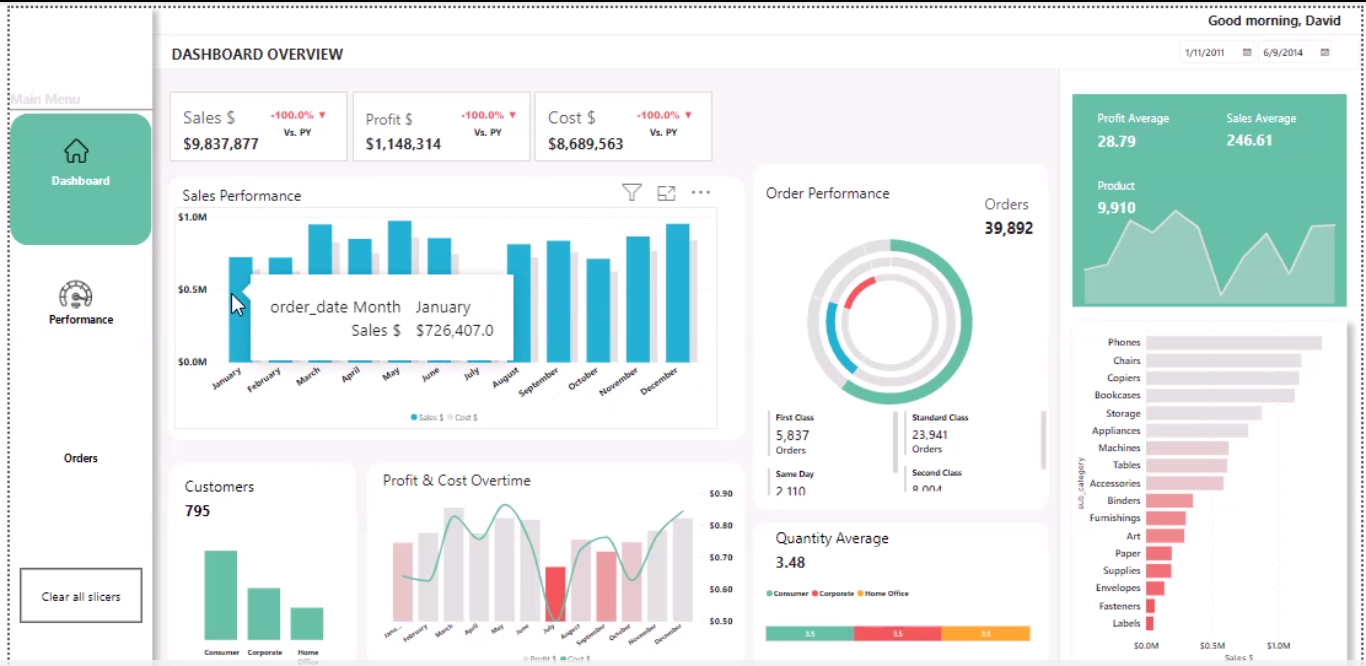 Good morning, David
DASHBOARD OVERVIEW
1/11/2011 6/9/2014
Main Menu
Dashboard
Performance
Orders
Clear all slicers
Sales $
-100.0% ▼
Vs. PY
$9,837,877
Profit $
-100.0% ▼
Vs. PY
$1,148,314
Cost $
-100.0% ▼
Vs. PY
$8,689,563
Sales Performance
$1.0M
$0.5M
$0.0M
order_date Month January
Sales $ $726,407.0
January February March April May June July August September October November December
Sales $ Cost $
Order Performance
Orders
39,892
First Class
5,837
Orders
Standard Class
23,941
Orders
Same Day
2 110
Second Class
8 004
Profit Average
28.79
Sales Average
246.61
Product
9,910
Customers
795
Consumer Corporate Home
Office
Profit & Cost Overtime
$0.90
$0.80
$0.70
$0.60
$0.50
Janu... February March April May June July August September October November December
Profit $ Cost $
Quantity Average
3.48
Consumer Corporate Home Office
3.5 3.5 3.5
sub_category
Phones
Chairs
Copiers
Bookcases
Storage
Appliances
Machines
Tables
Accessories
Binders
Furnishings
Art
Paper
Supplies
Envelopes
Fasteners
Labels
$0.0M $0.5M $1.0M
Sales $